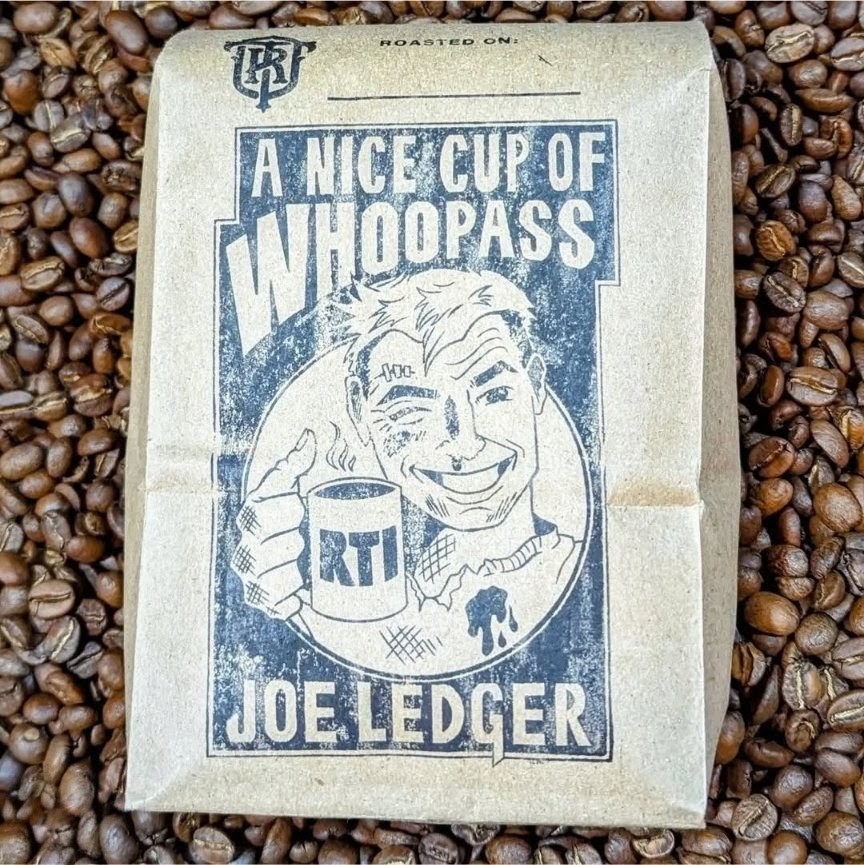 RTI
ROASTED ON:
A NICE CUP OF
WHOOPASS
RTI
JOE LEDGER